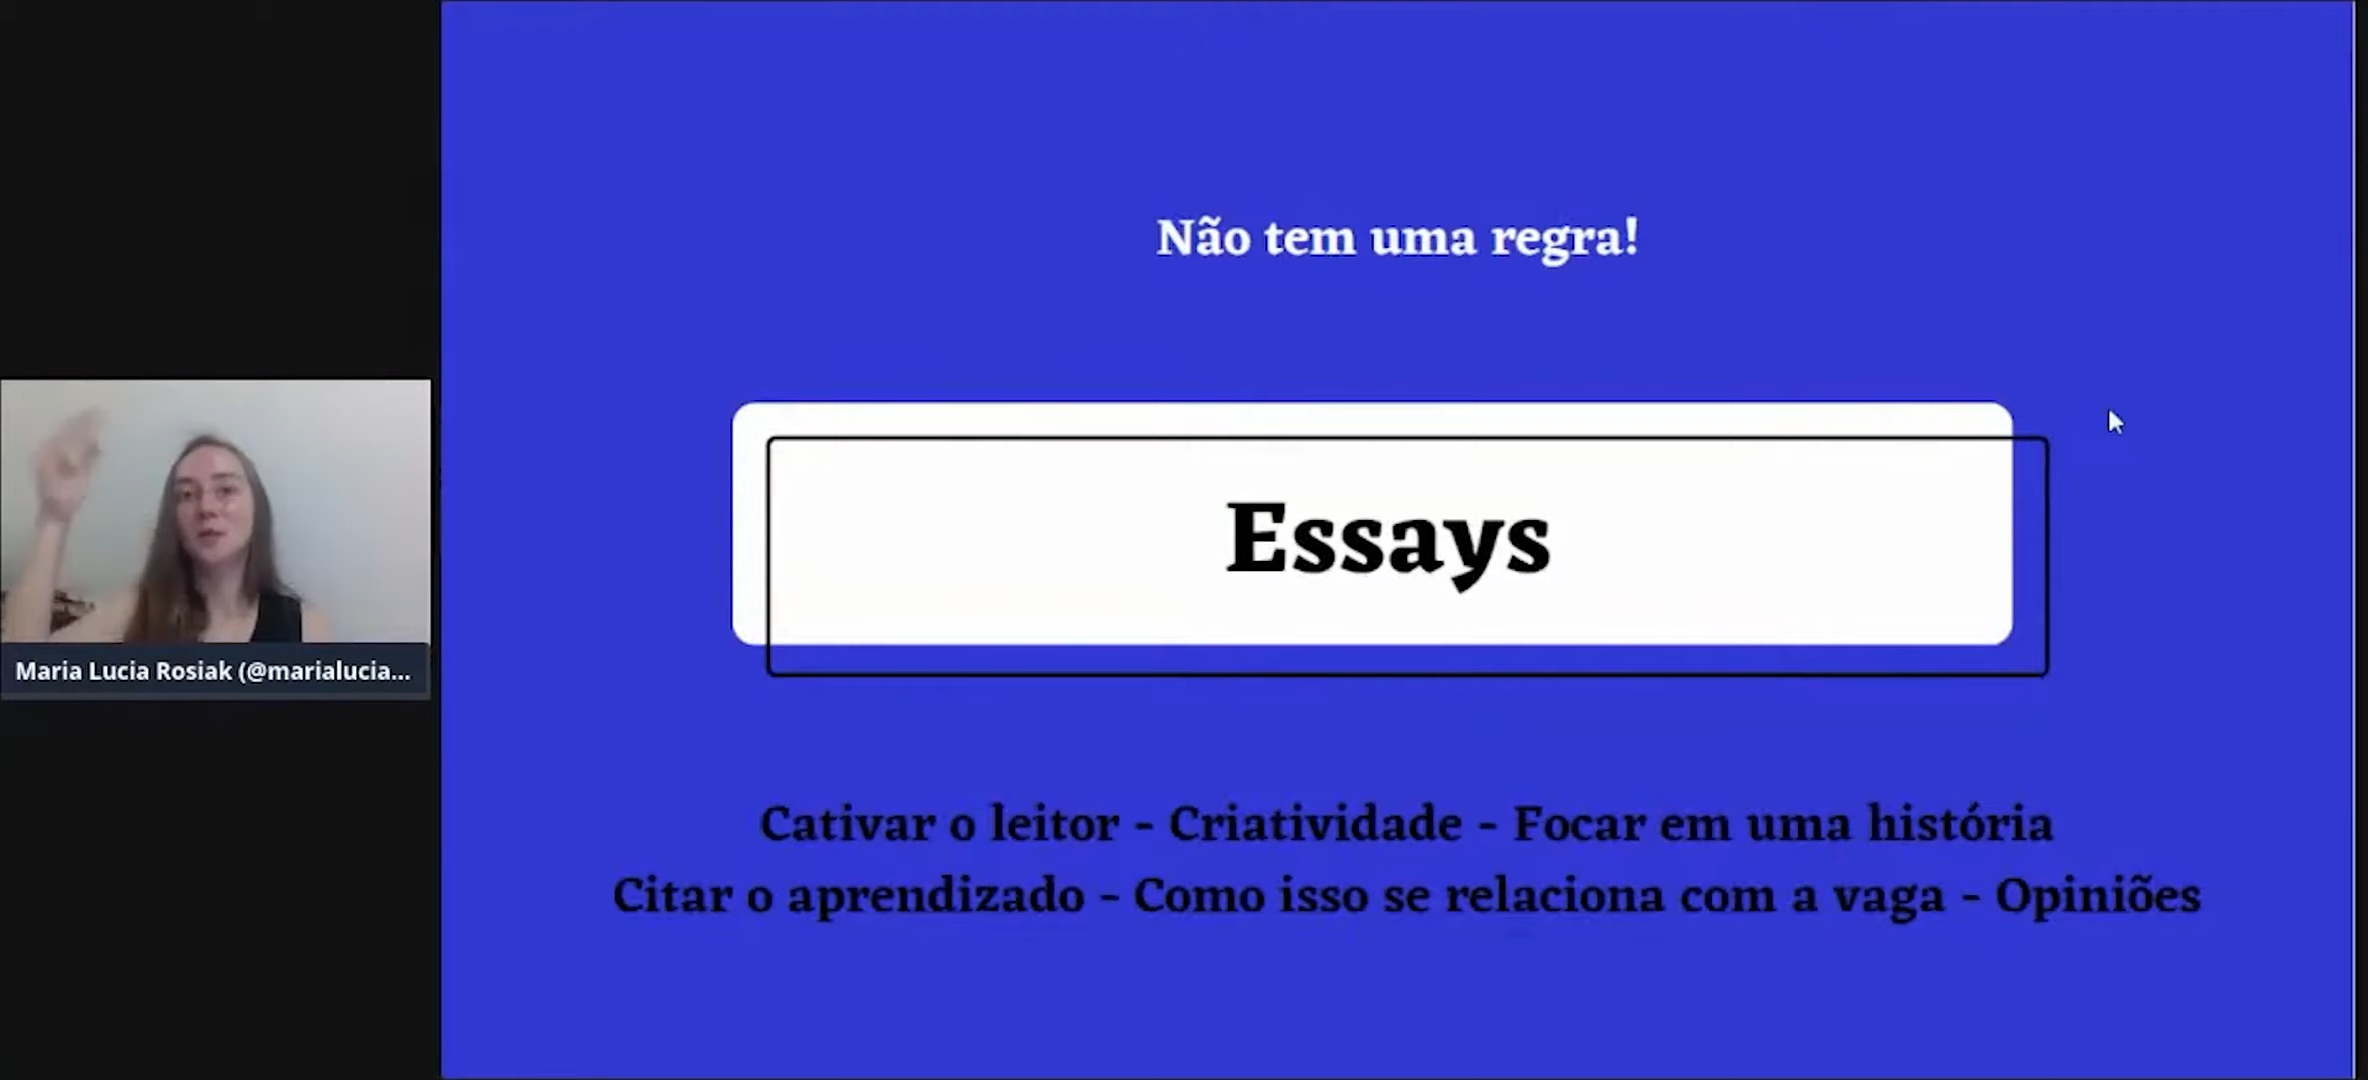 Não tem uma regra!
Essays
Maria Lucia Rosiak (@marialucia...
Cativar o leitor - Criatividade - Focar em uma história
Citar o aprendizado - Como isso se relaciona com a vaga - Opiniões